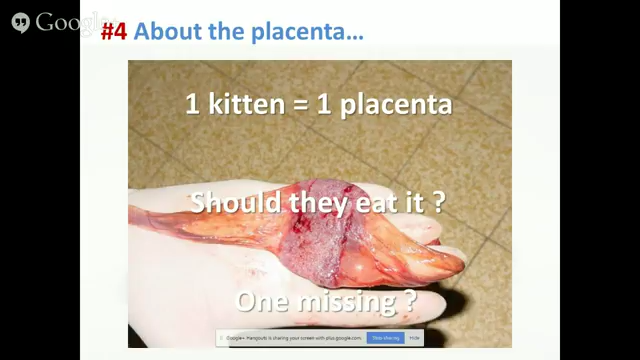 Google+
#4 About the placenta...
1 kitten = 1 placenta
Should they eat it ?
One missing ?
Google+ Hangouts is sharing your screen with plus.google.com.
Stop sharing
Hide